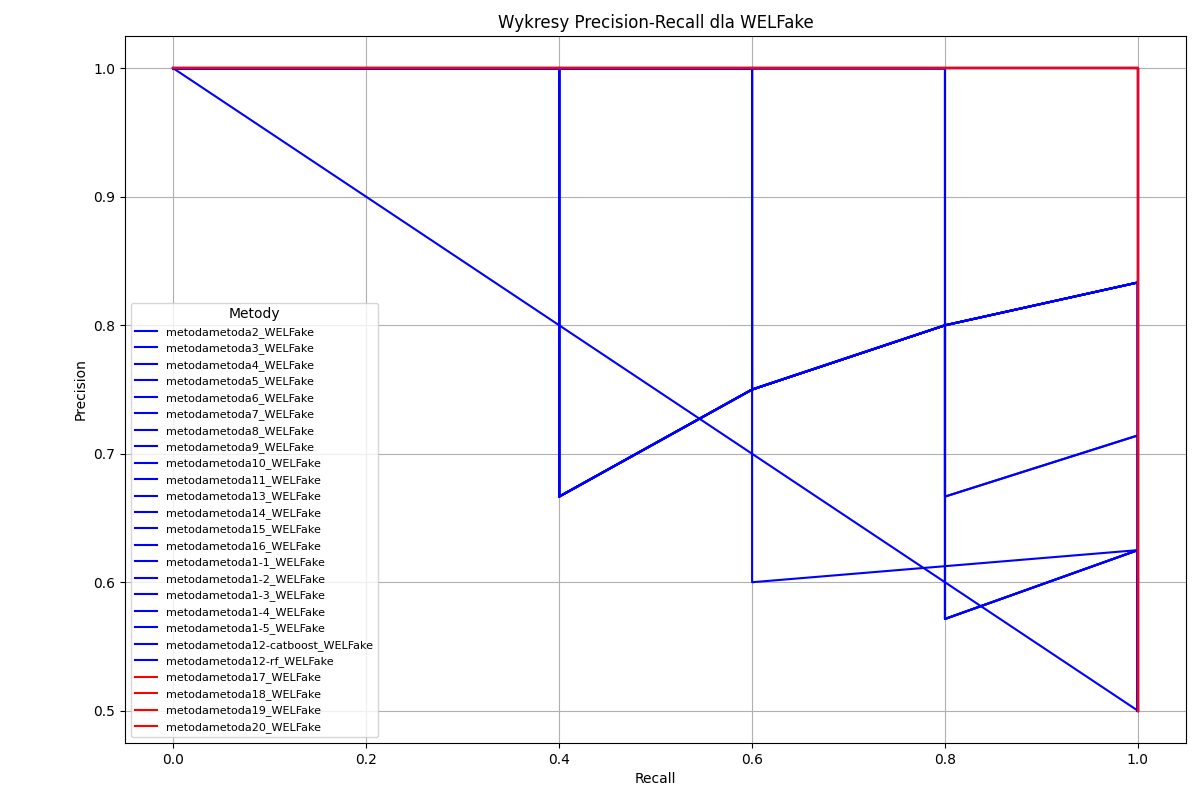 Wykresy Precision-Recall dla WELFake
Precision
1.0
0.9
0.8
0.7
0.6
0.5
Metody
metodametoda2_WELFake
metodametoda3_WELFake
metodametoda4_WELFake
metodametoda5_WELFake
metodametoda6_WELFake
metodametoda7_WELFake
metodametoda8_WELFake
metodametoda9_WELFake
metodametoda10_WELFake
metodametoda11_WELFake
metodametoda13_WELFake
metodametoda14_WELFake
metodametoda15_WELFake
metodametoda16_WELFake
metodametoda1-1_WELFake
metodametoda1-2_WELFake
metodametoda1-3_WELFake
metodametoda1-4_WELFake
metodametoda1-5_WELFake
metodametoda12-catboost_WELFake
metodametoda12-rf_WELFake
metodametoda17_WELFake
metodametoda18_WELFake
metodametoda19_WELFake
metodametoda20_WELFake
0.0 0.2 0.4 0.6 0.8 1.0
Recall